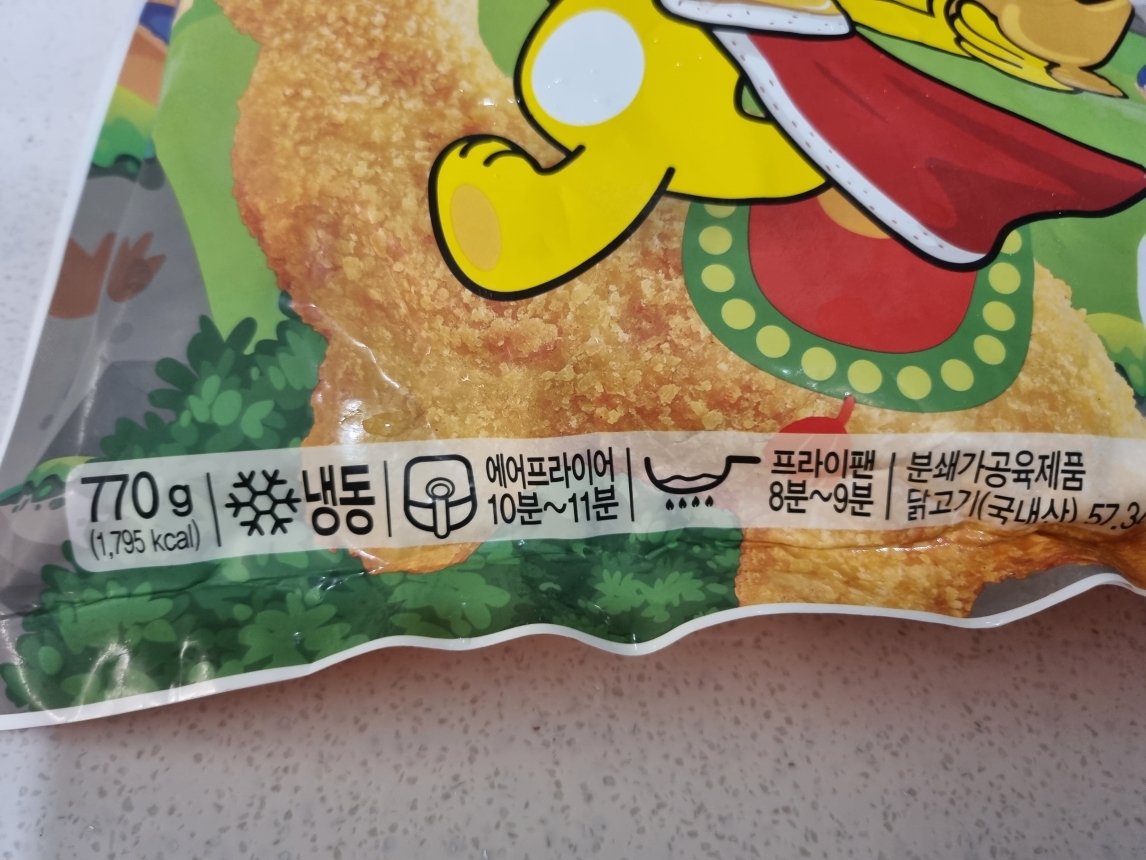 770 g
(1,795 kcal)
냉동
에어프라이어
10분~11분
프라이팬
8분~9분
분쇄가공육제품
닭고기(국내산) 57.34